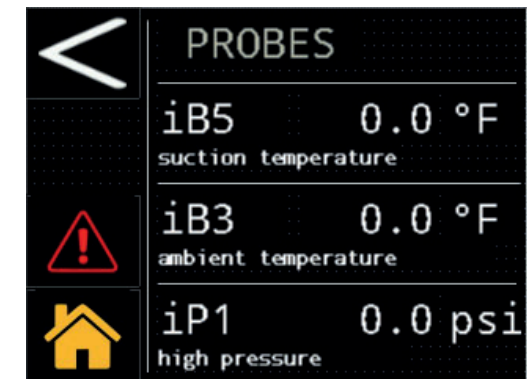 PROBES
iB5 0.0 °F
suction temperature
iB3 0.0 °F
ambient temperature
iP1 0.0 psi
high pressure